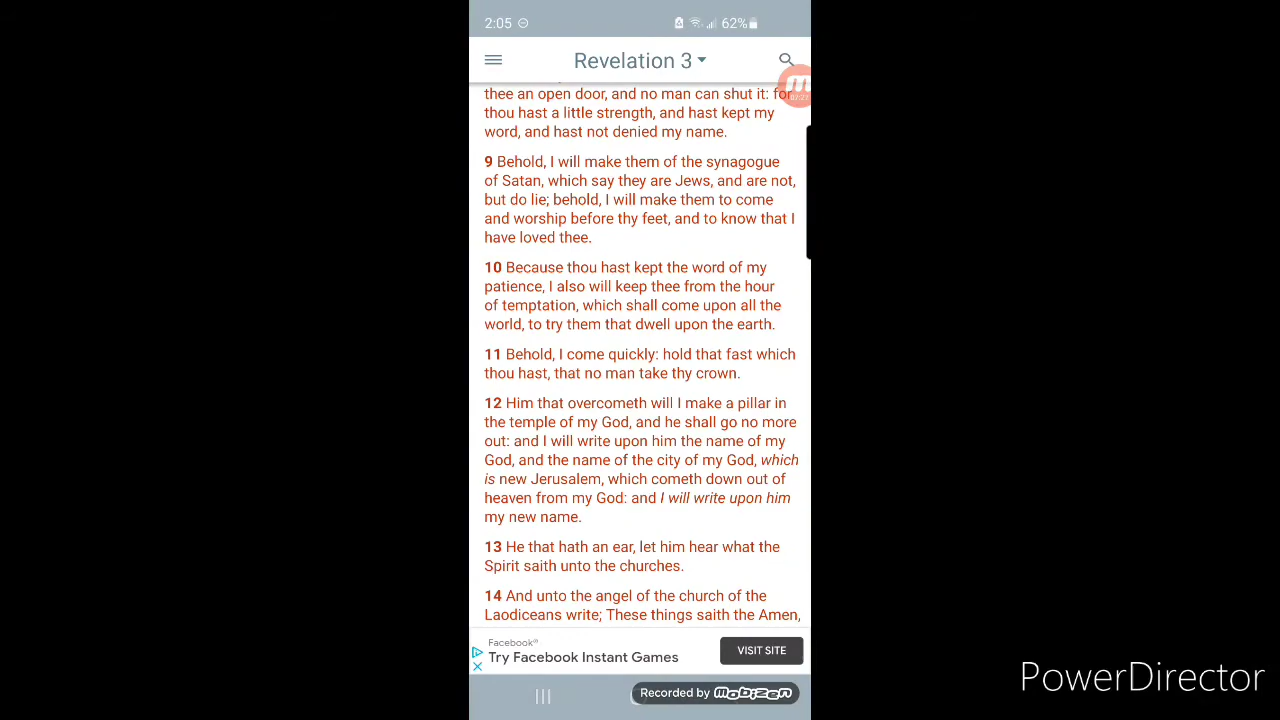 2:05 62%
Revelation 3
thee an open door, and no man can shut it: for
thou hast a little strength, and hast kept my
word, and hast not denied my name.
9 Behold, I will make them of the synagogue
of Satan, which say they are Jews, and are not,
but do lie; behold, I will make them to come
and worship before thy feet, and to know that I
have loved thee.
10 Because thou hast kept the word of my
patience, I also will keep thee from the hour
of temptation, which shall come upon all the
world, to try them that dwell upon the earth.
11 Behold, I come quickly: hold that fast which
thou hast, that no man take thy crown.
12 Him that overcometh will I make a pillar in
the temple of my God, and he shall go no more
out: and I will write upon him the name of my
God, and the name of the city of my God, which
is new Jerusalem, which cometh down out of
heaven from my God: and I will write upon him
my new name.
13 He that hath an ear, let him hear what the
Spirit saith unto the churches.
14 And unto the angel of the church of the
Laodiceans write; These things saith the Amen,
Facebook®
Try Facebook Instant Games
VISIT SITE
Recorded by mobizen
PowerDirector